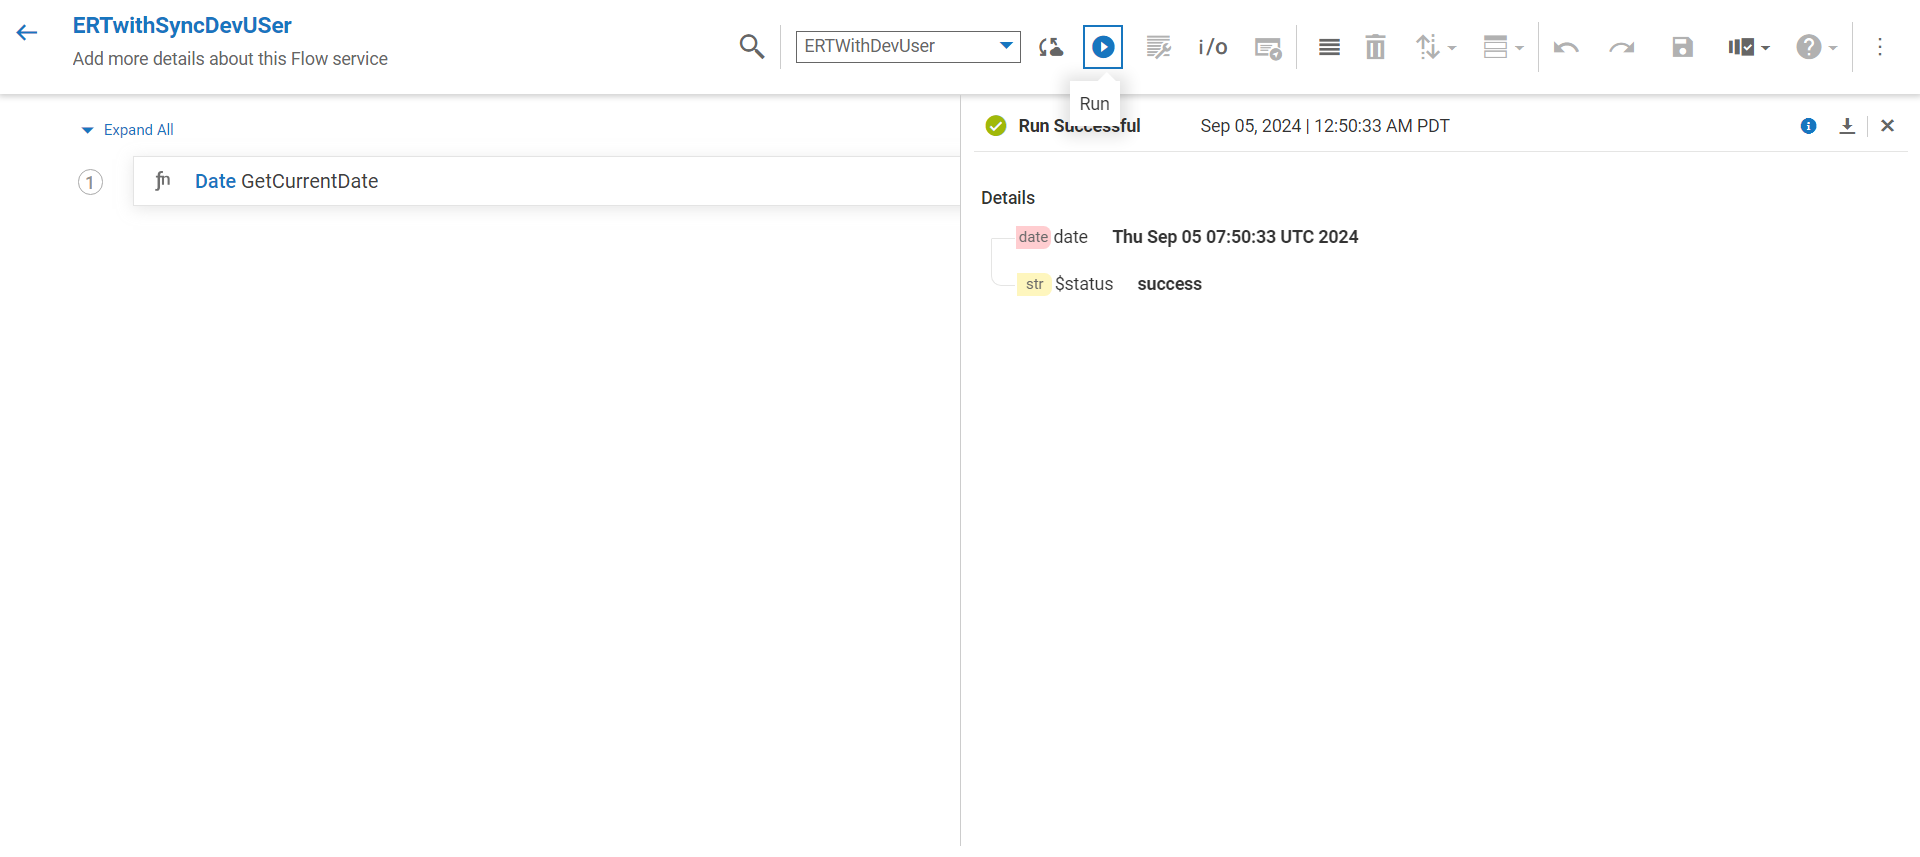 ERTwithSyncDevUSer
Add more details about this Flow service
ERTWithDevUser
i/o
Run
Expand All
1
fn Date GetCurrentDate
Run Successful Sep 05, 2024 | 12:50:33 AM PDT
Details
date date Thu Sep 05 07:50:33 UTC 2024
str $status success